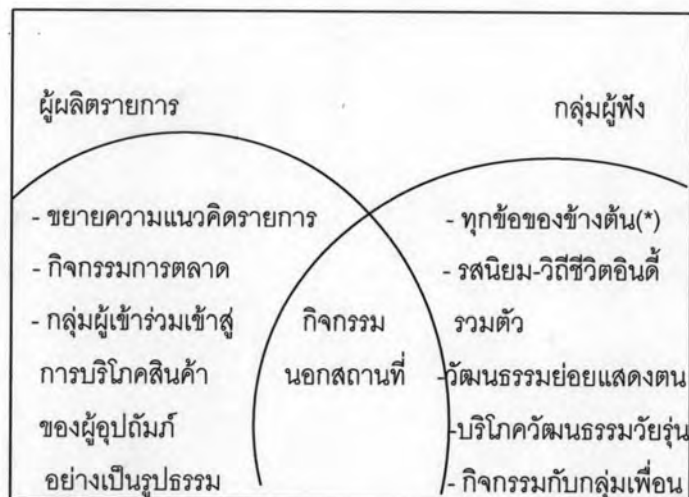 ผู้ผลิตรายการ
กลุ่มผู้ฟัง
- ขยายความแนวคิดรายการ
- กิจกรรมการตลาด
- กลุ่มผู้เข้าร่วมเข้าสู่
การบริโภคสินค้า
ของผู้อุปถัมภ์
อย่างเป็นรูปธรรม
กิจกรรม
นอกสถานที่
- ทุกข้อของข้างต้น(*)
- รสนิยม-วิถีชีวิตอินดี้
รวมตัว
-วัฒนธรรมย่อยแสดงตน
-บริโภควัฒนธรรมวัยรุ่น
- กิจกรรมกับกลุ่มเพื่อน